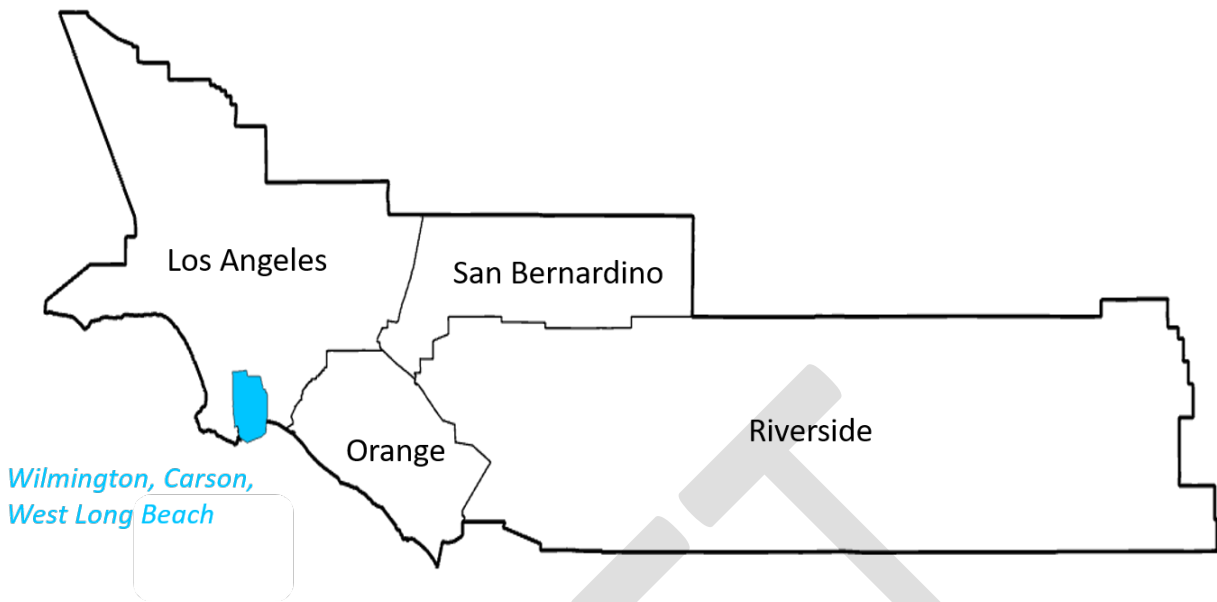 Los Angeles
San Bernardino
Riverside
Orange
Wilmington, Carson,
West Long Beach